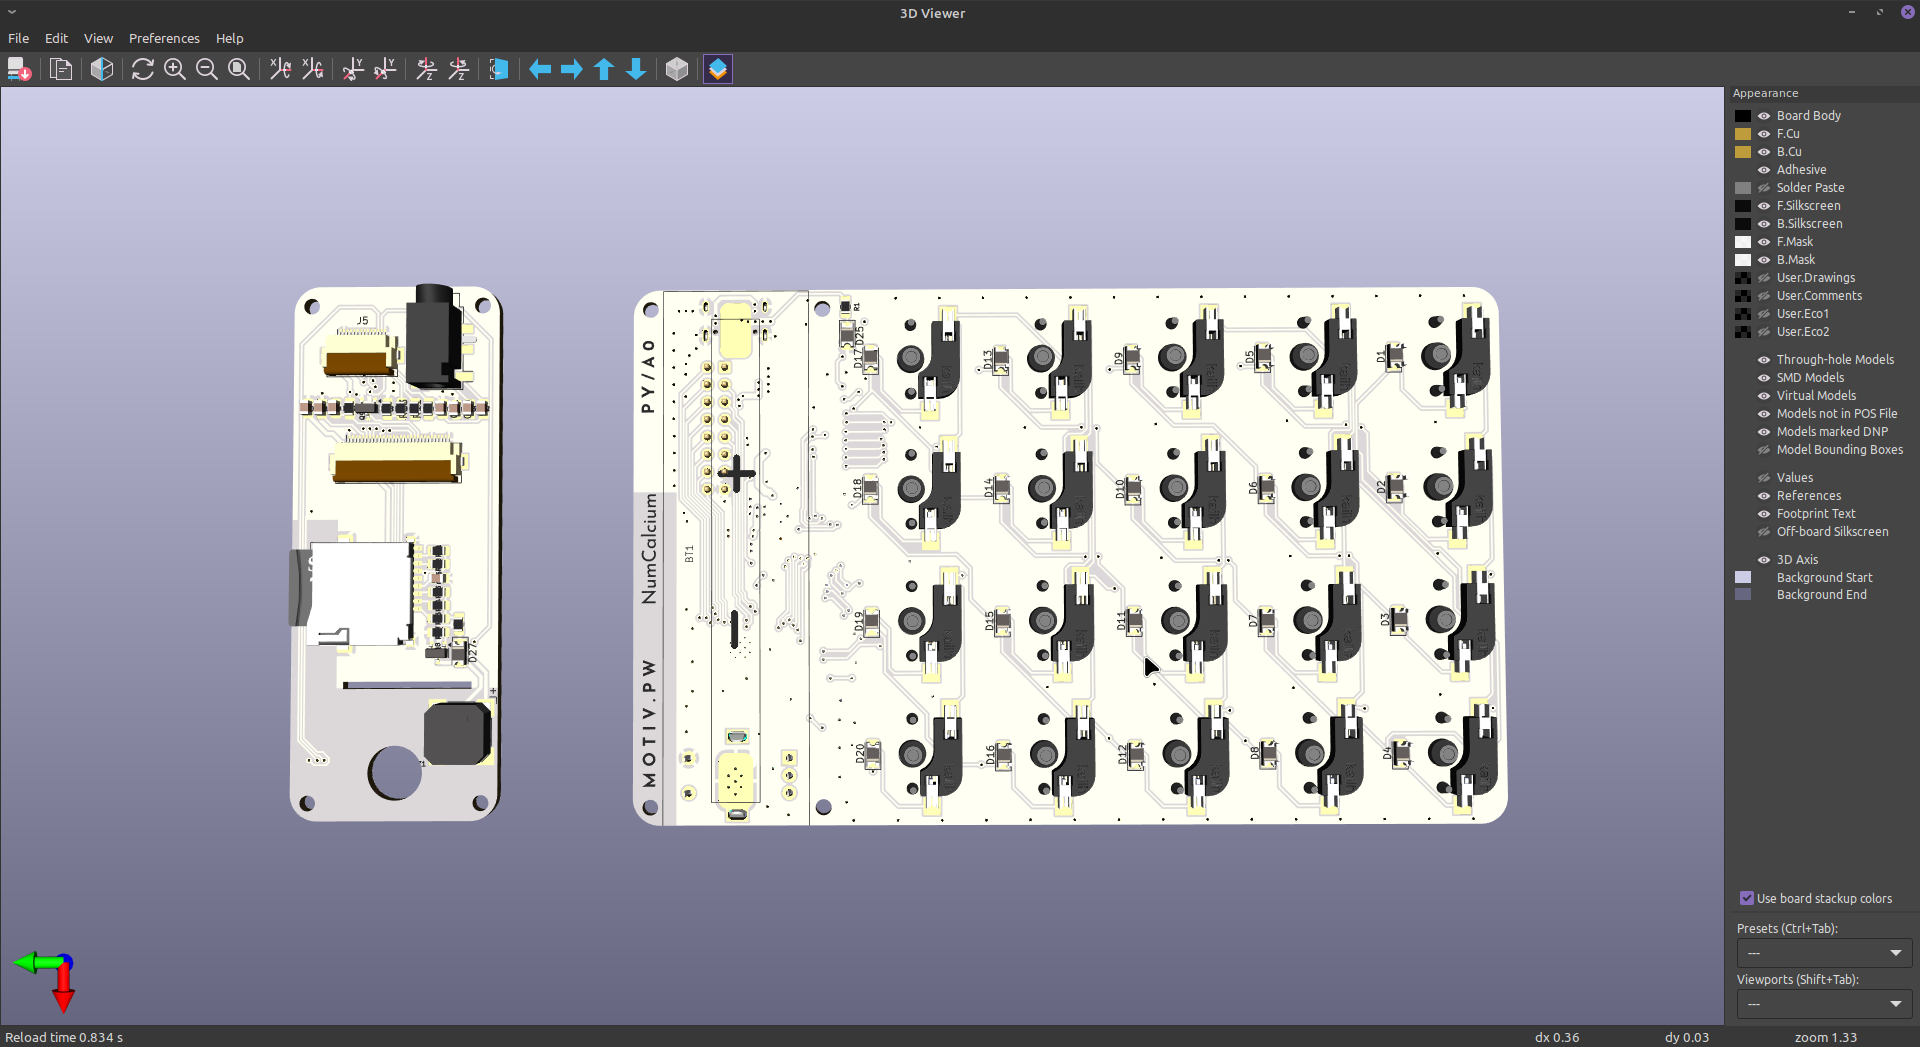 3D Viewer
File Edit View Preferences Help
Appearance
Board Body
F.Cu
B.Cu
Adhesive
Solder Paste
F.Silkscreen
B.Silkscreen
F.Mask
B.Mask
User.Drawings
User.Comments
User.Eco1
User.Eco2
Through-hole Models
SMD Models
Virtual Models
Models not in POS File
Models marked DNP
Model Bounding Boxes
Values
References
Footprint Text
Off-board Silkscreen
3D Axis
Background Start
Background End
Use board stackup colors
Presets (Ctrl+Tab):
---
Viewports (Shift+Tab):
---
J5
D27
PY/AO
NumCalcium
MOTIV.PW
BT1
R1
D25
D17 D13 D9 D5 D1
D18 D14 D10 D6 D2
D19 D15 D11 D7 D3
D20 D16 D12 D8 D4
X X Y Y Z Z
Reload time 0.834 s
dx 0.36
dy 0.03
zoom 1.33